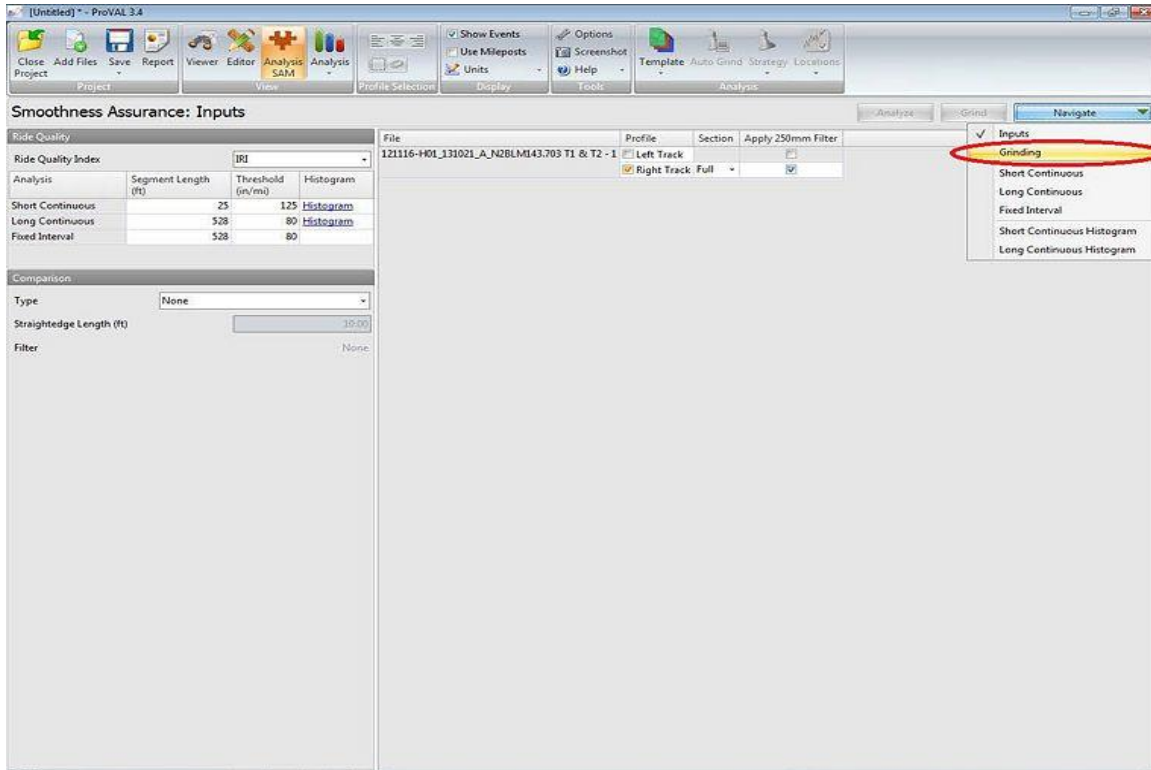 [Untitled] * - ProVAL 3.4
Close Project Add Files Save Report Viewer Editor Analysis SAM Analysis
Show Events
Use Mileposts
Units
Options
Screenshot
Help
Template Auto Grind Strategy Locations
Project View Profile Selection Display Tools Analysis
Smoothness Assurance: Inputs
Analyze Grind Navigate
Ride Quality
Ride Quality Index IRI
Analysis Segment Length (ft) Threshold (in/mi) Histogram
Short Continuous 25 125 Histogram
Long Continuous 528 80 Histogram
Fixed Interval 528 80
Comparison
Type None
Straightedge Length (ft) 10.00
Filter None
File Profile Section Apply 250mm Filter
121116-H01_131021_A_N2BLM143.703 T1 & T2 - 1 Left Track
Right Track Full
Inputs
Grinding
Short Continuous
Long Continuous
Fixed Interval
Short Continuous Histogram
Long Continuous Histogram